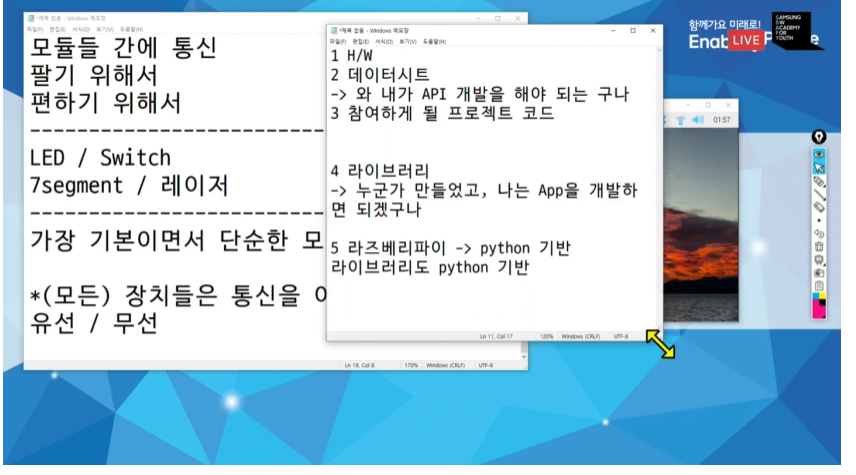 *제목 없음 - Windows 메모장
파일(F) 편집(E) 서식(O) 보기(V) 도움말(H)
모듈들 간에 통신
팔기 위해서
편하기 위해서
------------------------
LED / Switch
7segment / 레이저
------------------------
가장 기본이면서 단순한 모
*(모든) 장치들은 통신을 이
유선 / 무선
Ln 19, Col 8 170% Windows (CRLF) UTF-8
*제목 없음 - Windows 메모장
파일(F) 편집(E) 서식(O) 보기(V) 도움말(H)
1 H/W
2 데이터시트
-> 와 내가 API 개발을 해야 되는 구나
3 참여하게 될 프로젝트 코드
4 라이브러리
-> 누군가 만들었고, 나는 App을 개발하
면 되겠구나
5 라즈베리파이 -> python 기반
라이브러리도 python 기반
Ln 11, Col 17 120% Windows (CRLF) UTF-8
함께가요 미래로!
Enab
LIVE
P
e
SAMSUNG
SW
ACADEMY
FOR
YOUTH
01:57